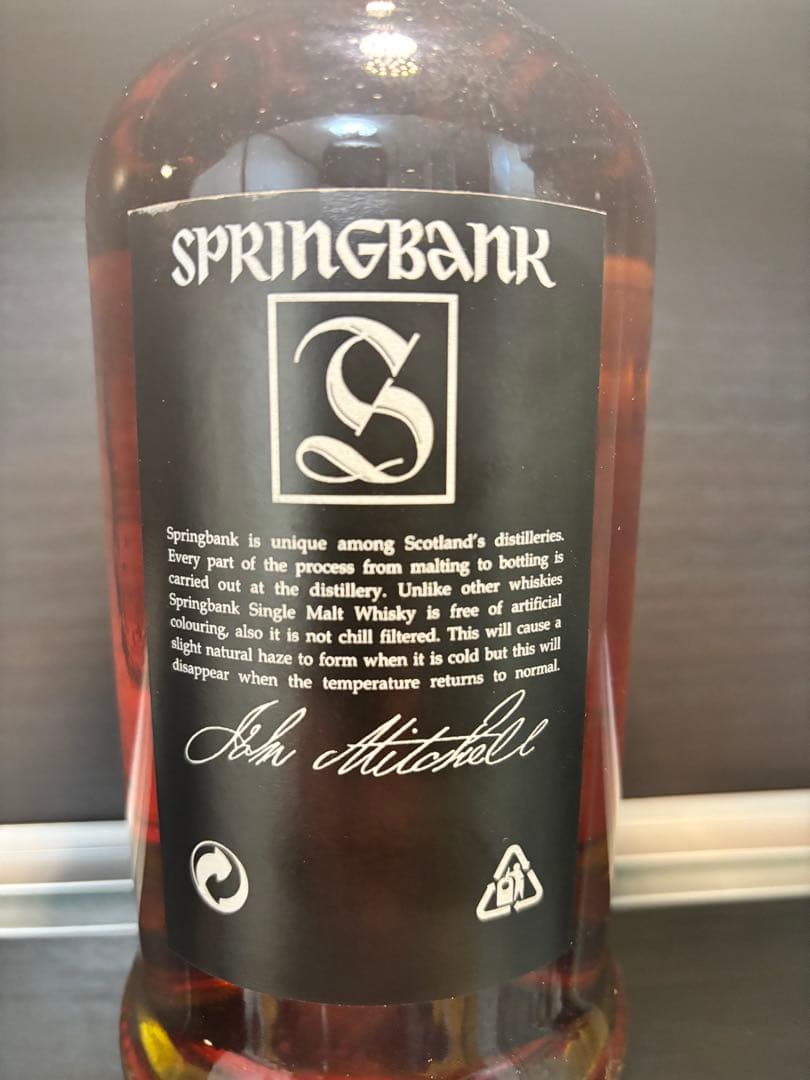 SPRINGBANK
S
Springbank is unique among Scotland's distilleries.
Every part of the process from malting to bottling is
carried out at the distillery. Unlike other whiskies
Springbank Single Malt Whisky is free of artificial
colouring, also it is not chill filtered. This will cause a
slight natural haze to form when it is cold but this will
disappear when the temperature returns to normal.
John Mitchell